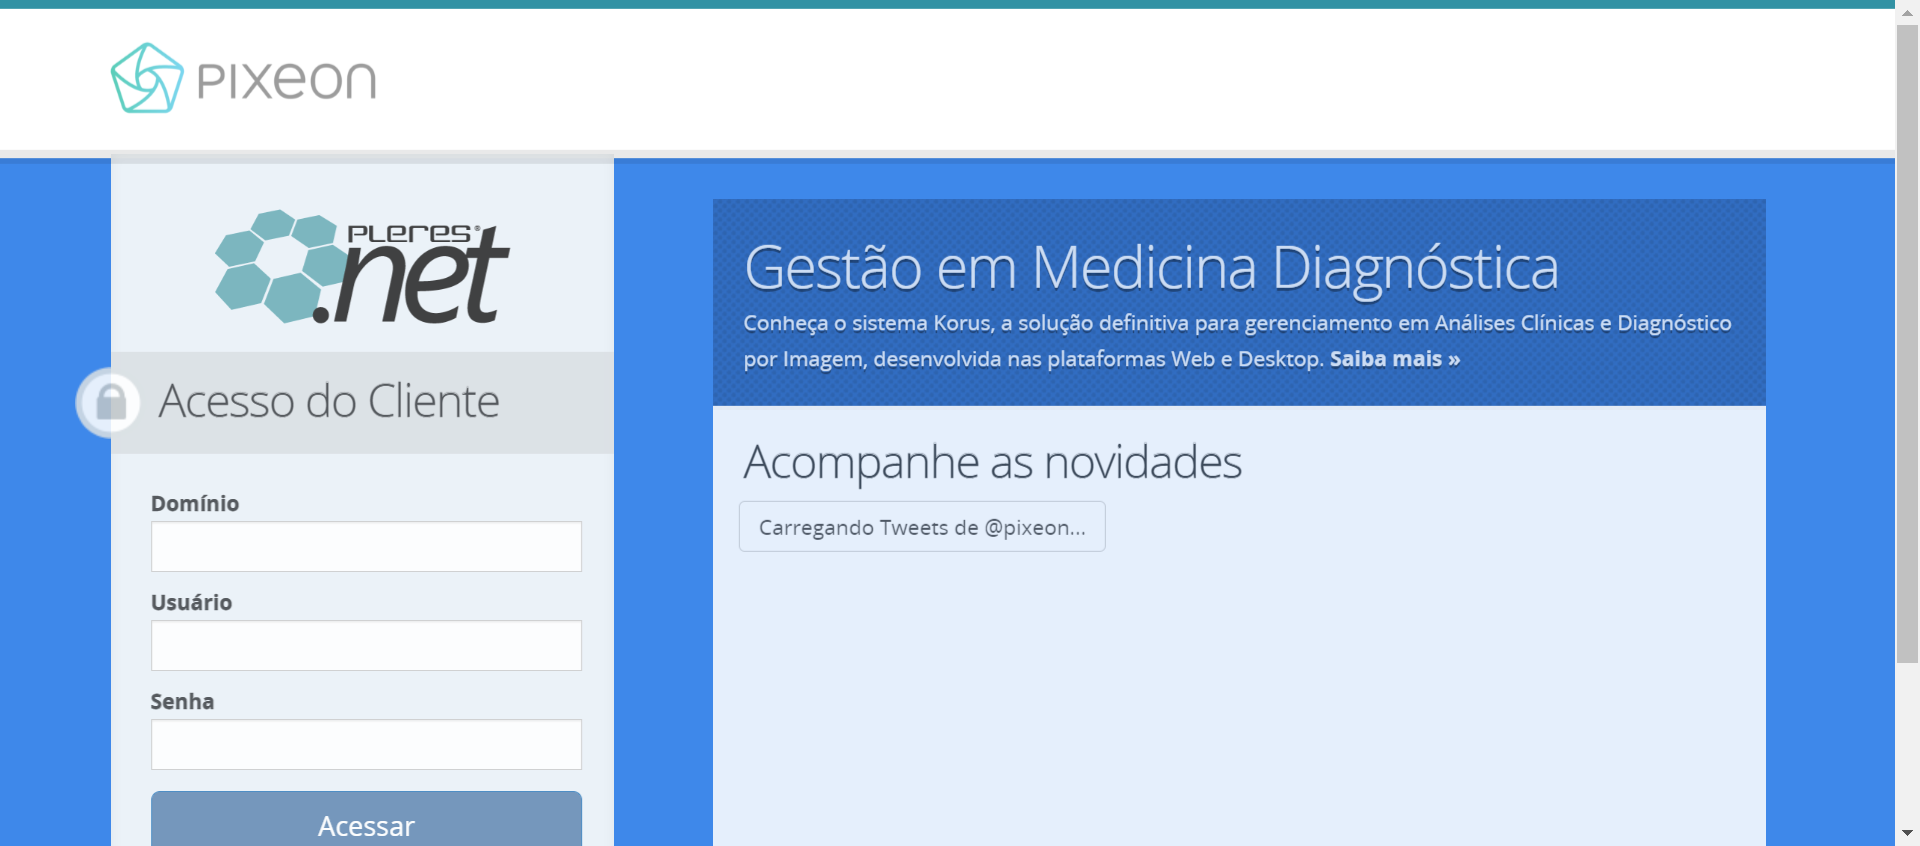 pixeon
PLERES®
.net
Acesso do Cliente
Domínio
Usuário
Senha
Acessar
Gestão em Medicina Diagnóstica
Conheça o sistema Korus, a solução definitiva para gerenciamento em Análises Clínicas e Diagnóstico
por Imagem, desenvolvida nas plataformas Web e Desktop. Saiba mais »
Acompanhe as novidades
Carregando Tweets de @pixeon...